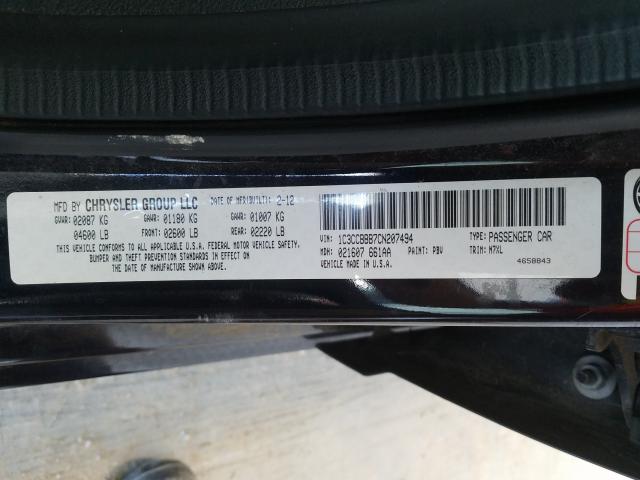 MFD BY CHRYSLER GROUP LLC DATE OF MFR(BUILT): 2-12
GVWR: 02087 KG GAWR: 01180 KG GAWR: 01007 KG
04600 LB FRONT: 02600 LB REAR: 02220 LB
THIS VEHICLE CONFORMS TO ALL APPLICABLE U.S.A. FEDERAL MOTOR VEHICLE SAFETY,
BUMPER AND THEFT PREVENTION STANDARDS IN EFFECT ON
THE DATE OF MANUFACTURE SHOWN ABOVE.
VIN: 1C3CCBBB7CN207494 TYPE: PASSENGER CAR
MDH: 021607 661AA PAINT: PBV TRIM: M7XL
VEHICLE MADE IN U.S.A. 4658843